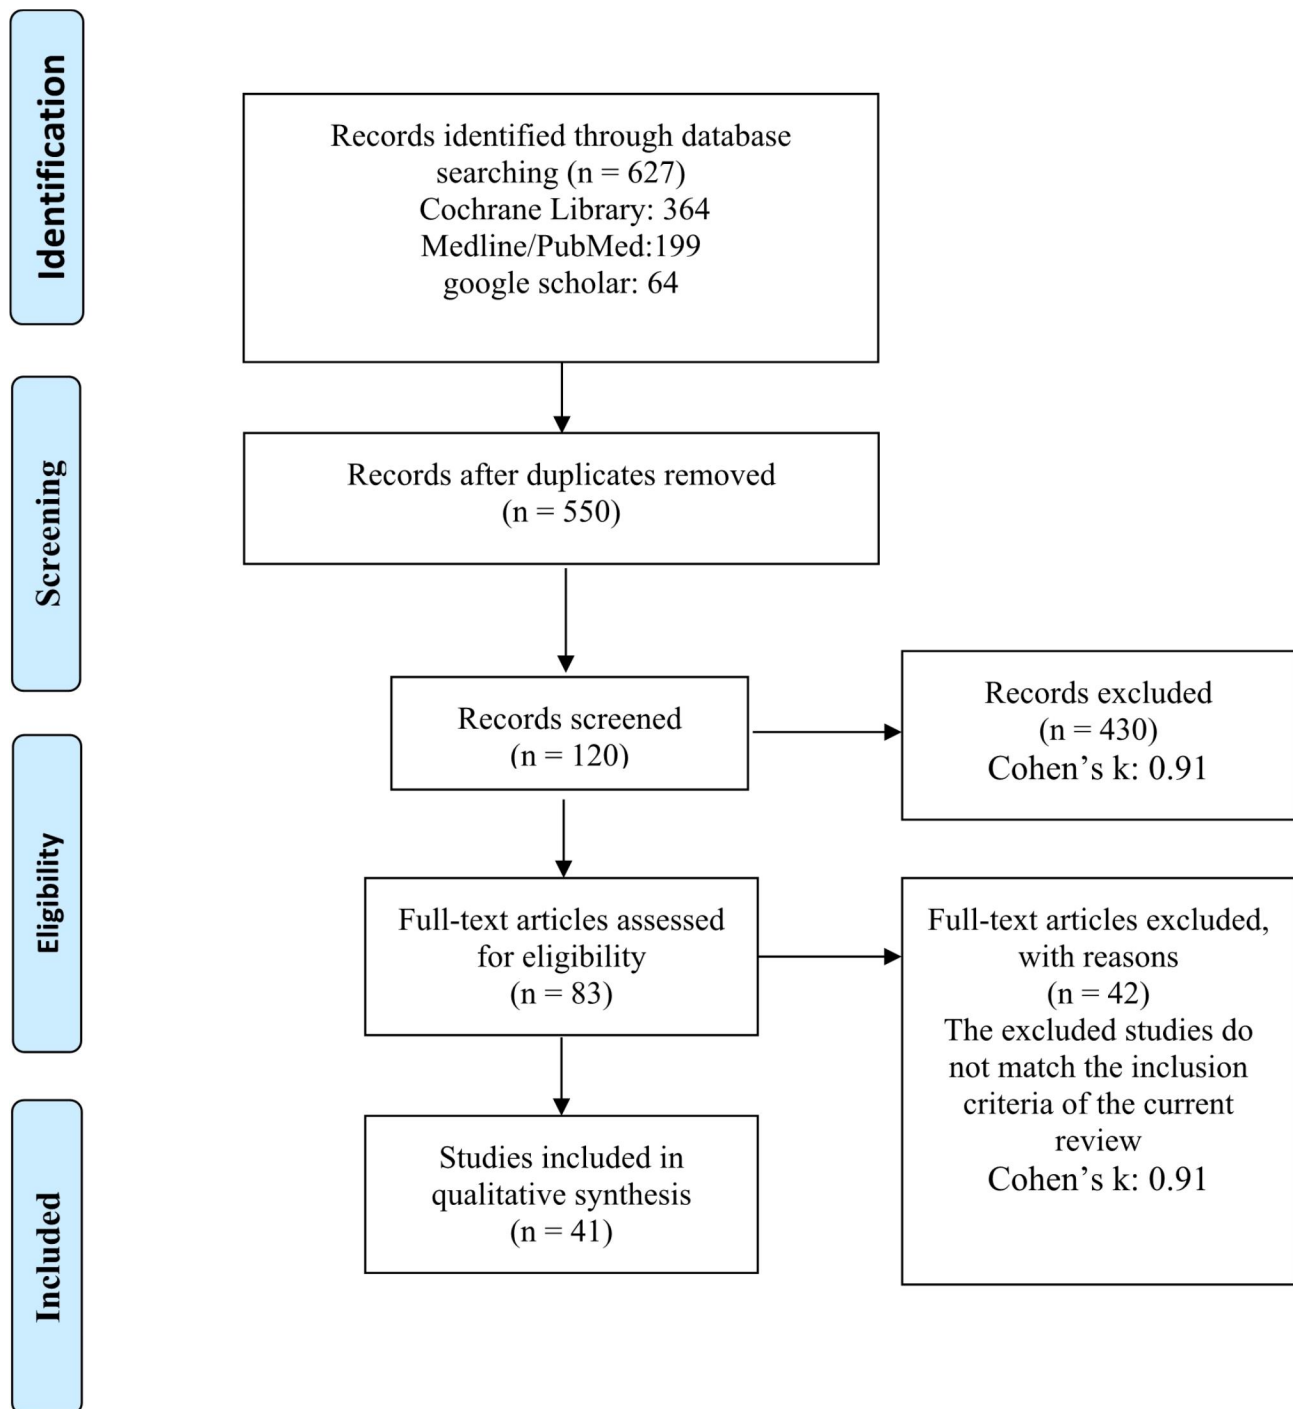 Identification
Records identified through database
searching (n = 627)
Cochrane Library: 364
Medline/PubMed:199
google scholar: 64
Screening
Records after duplicates removed
(n = 550)
Records screened
(n = 120)
Records excluded
(n = 430)
Cohen’s k: 0.91
Eligibility
Full-text articles assessed
for eligibility
(n = 83)
Full-text articles excluded,
with reasons
(n = 42)
The excluded studies do
not match the inclusion
criteria of the current
review
Cohen’s k: 0.91
Included
Studies included in
qualitative synthesis
(n = 41)